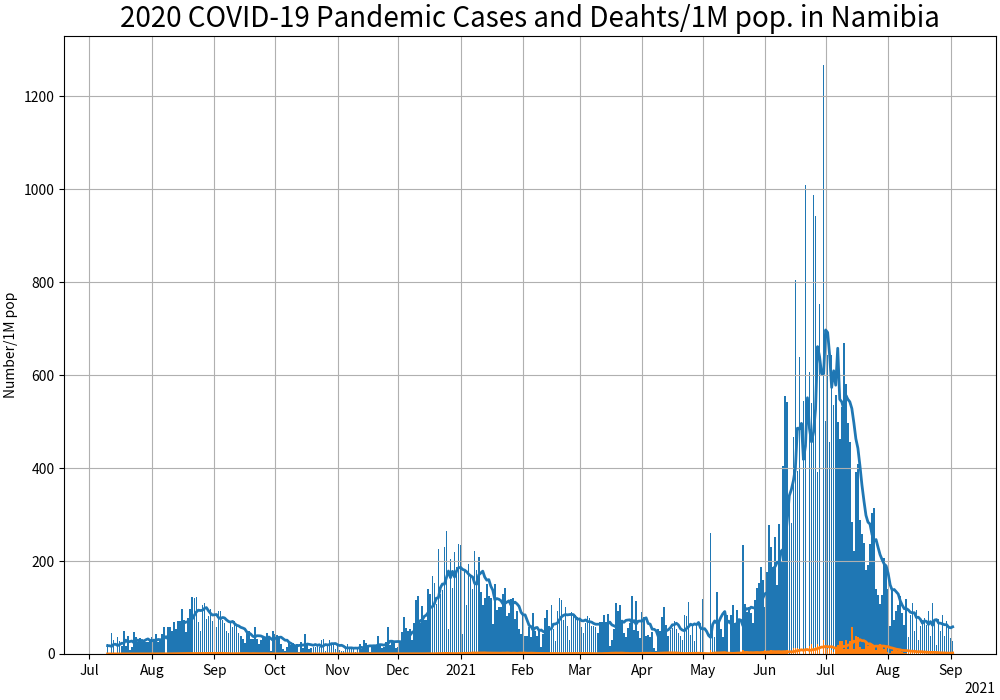 2020 COVID-19 Pandemic Cases and Deahts/1M pop. in Namibia
Number/1M pop
1200
1000
800
600
400
200
0
Jul Aug Sep Oct Nov Dec 2021 Feb Mar Apr May Jun Jul Aug Sep
2021